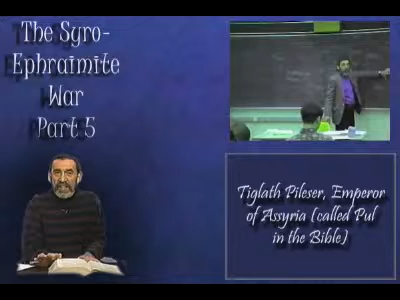 The Syro-
Ephraimite
War
Part 5
Tiglath Pileser, Emperor
of Assyria (called Pul
in the Bible)